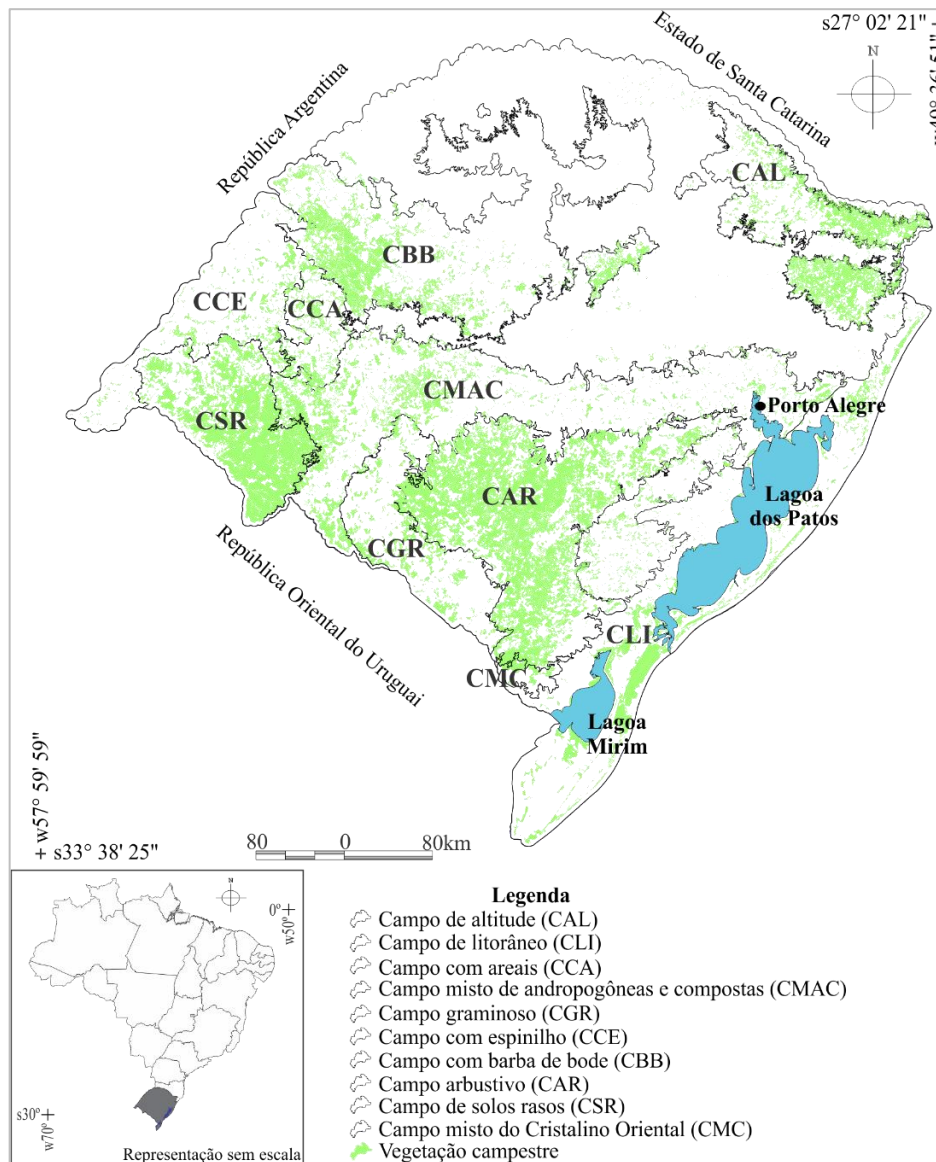 s27° 02' 21"
N
República Argentina
Estado de Santa Catarina
CAL
CBB
CCE
CCA
CMAC
Porto Alegre
CSR
CAR
Lagoa
dos Patos
CGR
República Oriental do Uruguai
CLI
CMC
Lagoa
Mirim
+ w57° 59' 59"
+ s33° 38' 25"
80 0 80km
N
0º
w50º
s30º
w70º
Representação sem escala
Legenda
Campo de altitude (CAL)
Campo de litorâneo (CLI)
Campo com areais (CCA)
Campo misto de andropogôneas e compostas (CMAC)
Campo graminoso (CGR)
Campo com espinilho (CCE)
Campo com barba de bode (CBB)
Campo arbustivo (CAR)
Campo de solos rasos (CSR)
Campo misto do Cristalino Oriental (CMC)
Vegetação campestre